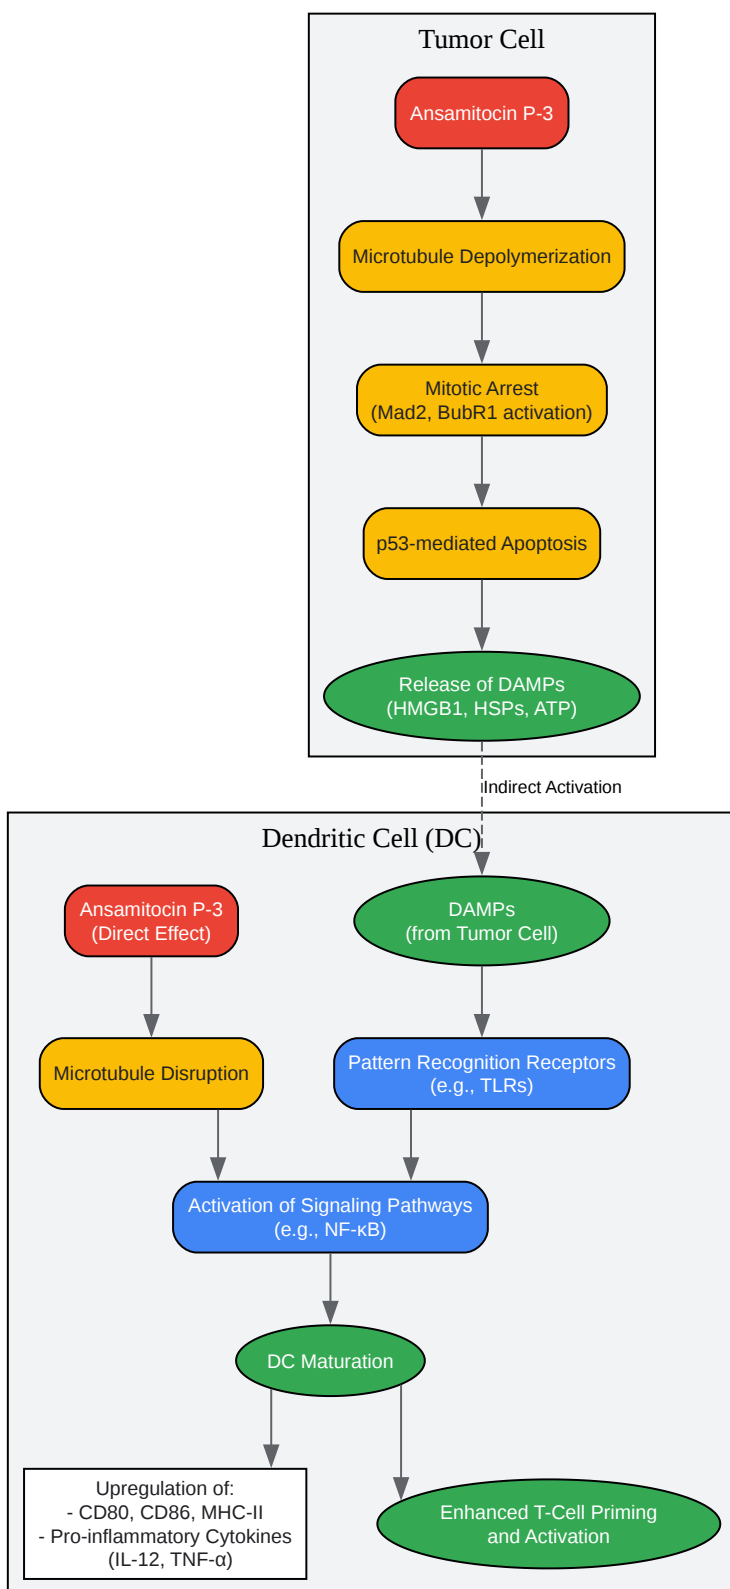 Tumor Cell
Ansamitocin P-3
Microtubule Depolymerization
Mitotic Arrest
(Mad2, BubR1 activation)
p53-mediated Apoptosis
Release of DAMPs
(HMGB1, HSPs, ATP)
Indirect Activation
Dendritic Cell (DC)
Ansamitocin P-3
(Direct Effect)
DAMPs
(from Tumor Cell)
Microtubule Disruption
Pattern Recognition Receptors
(e.g., TLRs)
Activation of Signaling Pathways
(e.g., NF-κB)
DC Maturation
Upregulation of:
- CD80, CD86, MHC-II
- Pro-inflammatory Cytokines
(IL-12, TNF-α)
Enhanced T-Cell Priming
and Activation